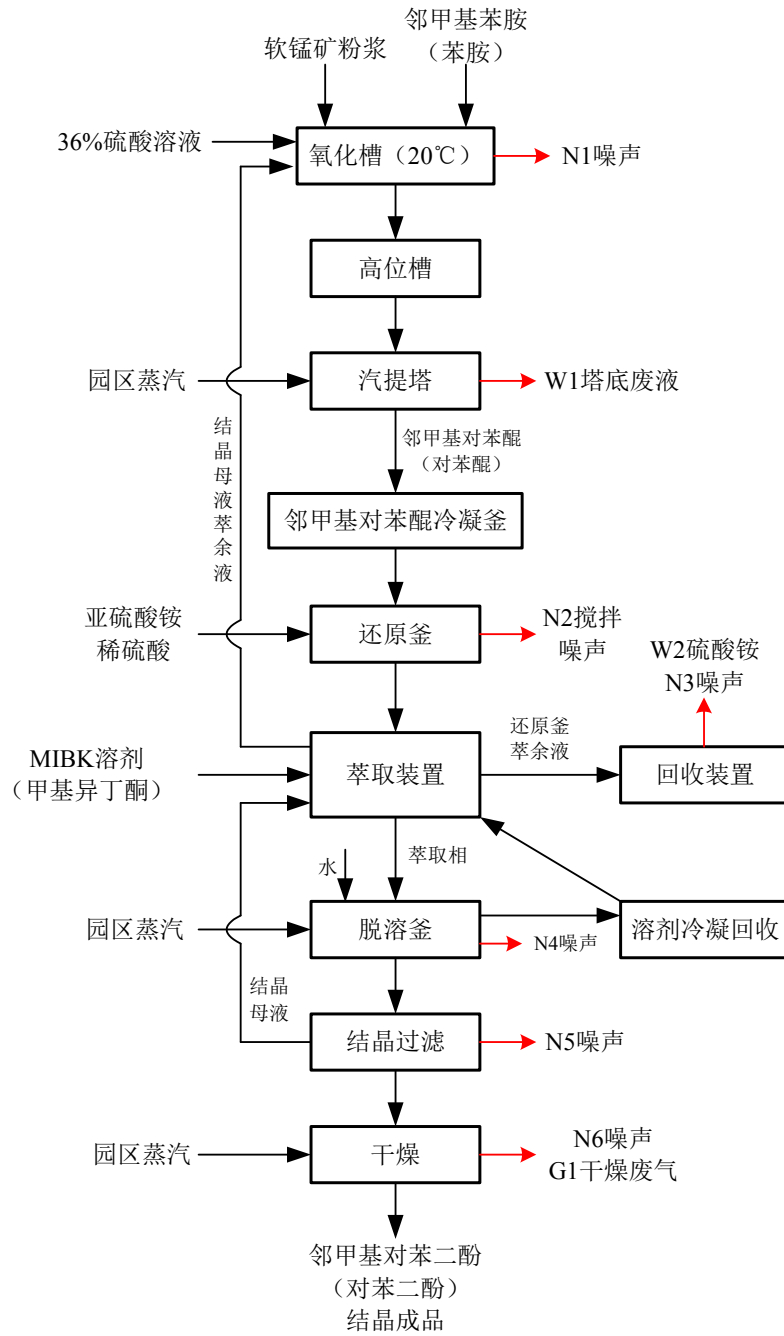 邻甲基苯胺
（苯胺）
软锰矿粉浆
36%硫酸溶液
氧化槽（20℃）
N1噪声
高位槽
园区蒸汽
汽提塔
W1塔底废液
邻甲基对苯醌
（对苯醌）
结晶母液萃余液
邻甲基对苯醌冷凝釜
亚硫酸铵
稀硫酸
还原釜
N2搅拌
噪声
W2硫酸铵
N3噪声
MIBK溶剂
（甲基异丁酮）
萃取装置
还原釜
萃余液
回收装置
水
萃取相
园区蒸汽
脱溶釜
N4噪声
溶剂冷凝回收
结晶
母液
结晶过滤
N5噪声
园区蒸汽
干燥
N6噪声
G1干燥废气
邻甲基对苯二酚
（对苯二酚）
结晶成品